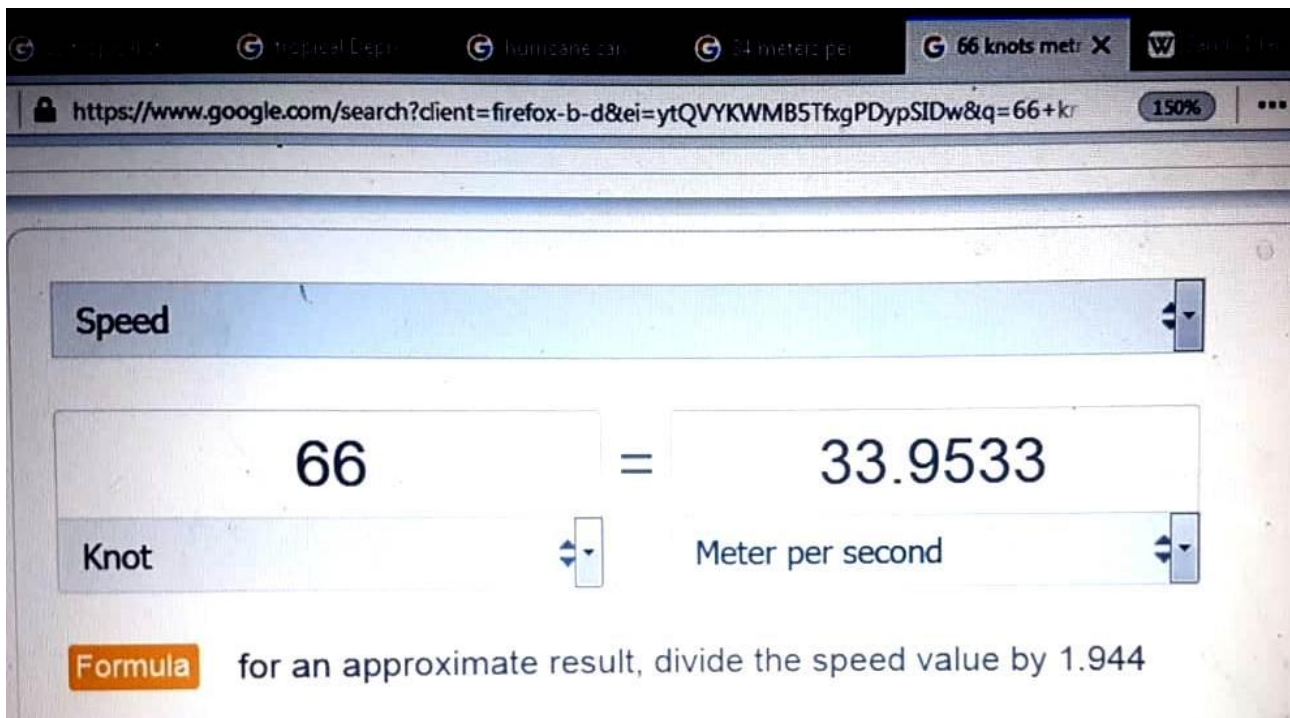 66 knots metr
https://www.google.com/search?client=firefox-b-d&ei=ytQVYKWMB5TfxgPDypSIDw&q=66+kr
150%
Speed
66 = 33.9533
Knot Meter per second
Formula for an approximate result, divide the speed value by 1.944